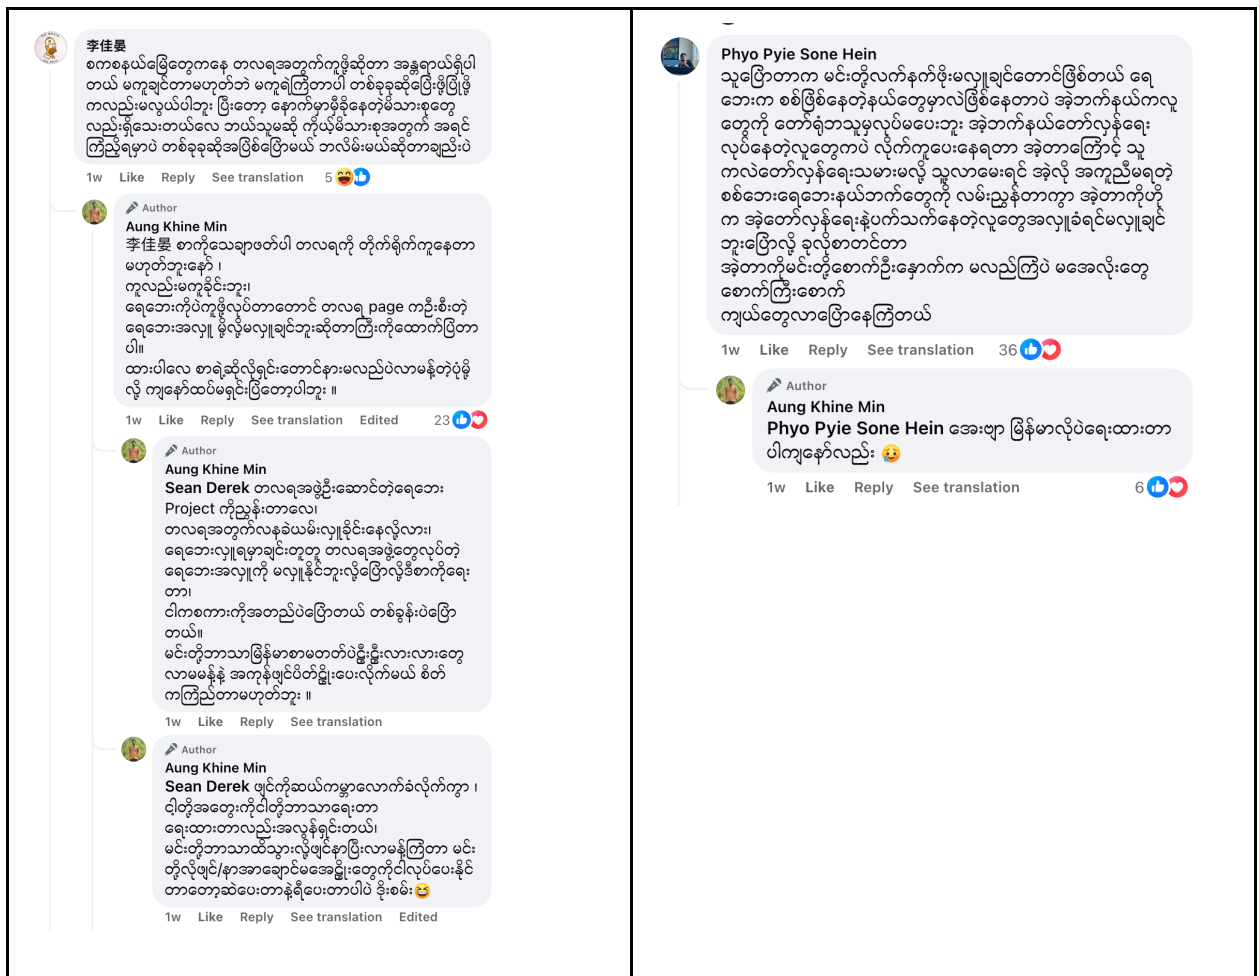 李佳晏
စကစနယ်မြေတွေကနေ တလရအတွက်ကူဖို့ဆိုတာ အန္တရာယ်ရှိပါ
တယ် မကူချင်တာမဟုတ်ဘဲ မကူရဲကြတာပါ တစ်ခုခုဆိုပြေးဖို့ပြုံဖို့
ကလည်းမလွယ်ပါဘူး ပြီးတော့ နောက်မှာမှီခိုနေတဲ့မိသားစုတွေ
လည်းရှိသေးတယ်လေ ဘယ်သူမဆို ကိုယ့်မိသားစုအတွက် အရင်
ကြည့်ရမှာပဲ တစ်ခုခုဆိုအပြစ်ပြောမယ် ဘလိမ်းမယ်ဆိုတာချည်းပဲ
1w Like Reply See translation 5
Author
Aung Khine Min
李佳晏 စာကိုသေချာဖတ်ပါ တလရကို တိုက်ရိုက်ကူနေတာ
မဟုတ်ဘူးနော် ၊
ကူလည်းမကူခိုင်းဘူး၊
ရေဘေးကိုပဲကူဖို့လုပ်တာတောင် တလရ page ကဦးစီးတဲ့
ရေဘေးအလှူ မို့လို့မလှူချင်ဘူးဆိုတာကြီးကိုထောက်ပြတာ
ပါ။
ထားပါလေ စာရဲ့ဆိုလိုရှင်းတောင်နားမလည်ပဲလာမန့်တဲ့ပုံမို့
လို့ ကျနော်ထပ်မရှင်းပြတော့ပါဘူး ။
1w Like Reply See translation Edited 23
Author
Aung Khine Min
Sean Derek တလရအဖွဲ့ဦးဆောင်တဲ့ရေဘေး
Project ကိုညွှန်းတာလေ၊
တလရအတွက်လနခဲယမ်းလှူခိုင်းနေလို့လား၊
ရေဘေးလှူရမှာချင်းတူတူ တလရအဖွဲ့တွေလုပ်တဲ့
ရေဘေးအလှူကို မလှူနိုင်ဘူးလို့ပြောလို့ဒီစာကိုရေး
တာ၊
ငါကစကားကိုအတည်ပဲပြောတယ် တစ်ခွန်းပဲပြော
တယ်။
မင်းတို့ဘာသာမြန်မာစာမတတ်ပဲ လားလားတွေ
လာမမန့်နဲ့ အကုန်ဖျင်ပိတ် ပေးလိုက်မယ် စိတ်
ကကြည်တာမဟုတ်ဘူး ။
1w Like Reply See translation
Author
Aung Khine Min
Sean Derek ဖျင်ကိုဆယ်ကမ္ဘာလောက်ခံလိုက်ကွာ ၊
ငါ့တို့အတွေးကိုငါတို့ဘာသာရေးတာ
ရေးထားတာလည်းအလွန်ရှင်းတယ်၊
မင်းတို့ဘာသာထိသွားလို့ဖျင်နာပြီးလာမန့်ကြတာ မင်း
တို့လိုဖျင်/နာအာချောင် တွေကိုငါလုပ်ပေးနိုင်
တာတော့ဆဲပေးတာနဲ့ရီပေးတာပါပဲ ဒိုးစမ်း😆
1w Like Reply See translation Edited
Phyo Pyie Sone Hein
သူပြောတာက မင်းတို့လက်နက်ဖိုးမလှူချင်တောင်ဖြစ်တယ် ရေ
ဘေးက စစ်ဖြစ်နေတဲ့နယ်တွေမှာလဲဖြစ်နေတာပဲ အဲ့ဘက်နယ်ကလူ
တွေကို တော်ရုံဘသူမှလုပ်မပေးဘူး အဲ့ဘက်နယ်တော်လှန်ရေး
လုပ်နေတဲ့လူတွေကပဲ လိုက်ကူပေးနေရတာ အဲ့တာကြောင့် သူ
ကလဲတော်လှန်ရေးသမားမလို့ သူ့လာမေးရင် အဲ့လို အကူညီမရတဲ့
စစ်ဘေးရေဘေးနယ်ဘက်တွေကို လမ်းညွှန်တာကွာ အဲ့တာကိုဟို
က အဲ့တော်လှန်ရေးနဲ့ပက်သက်နေတဲ့လူတွေအလှူခံရင်မလှူချင်
ဘူးပြောလို့ ခုလိုစာတင်တာ
အဲ့တာကိုမင်းတို့စောက်ဦးနှောက်က မလည်ကြပဲ မအေလိုးတွေ
စောက်ကြီးစောက်
ကျယ်တွေလာပြောနေကြတယ်
1w Like Reply See translation 36
Author
Aung Khine Min
Phyo Pyie Sone Hein အေးဗျာ မြန်မာလိုပဲရေးထားတာ
ပါကျနော်လည်း 🥲
1w Like Reply See translation 6